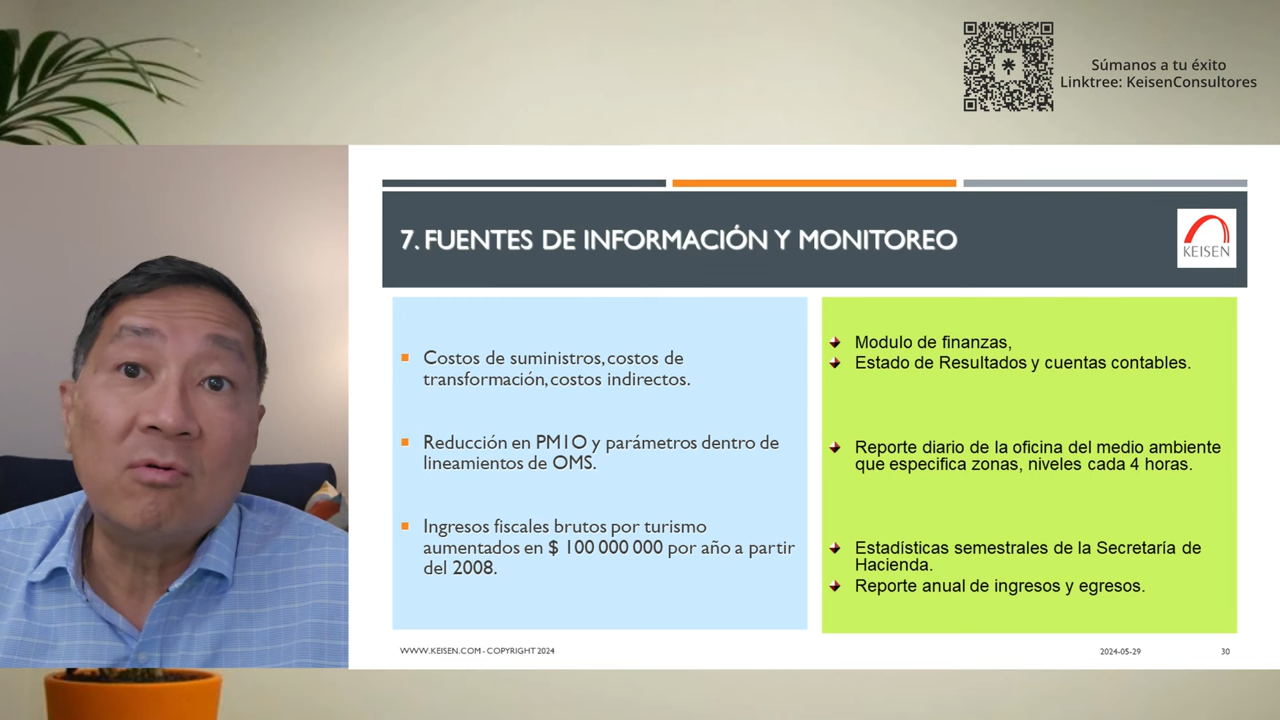 Súmanos a tu éxito
Linktree: KeisenConsultores
7. FUENTES DE INFORMACIÓN Y MONITOREO
KEISEN
Costos de suministros, costos de
transformación, costos indirectos.
Reducción en PM1O y parámetros dentro de
lineamientos de OMS.
Ingresos fiscales brutos por turismo
aumentados en $ 100 000 000 por año a partir
del 2008.
Modulo de finanzas,
Estado de Resultados y cuentas contables.
Reporte diario de la oficina del medio ambiente
que especifica zonas, niveles cada 4 horas.
Estadísticas semestrales de la Secretaría de
Hacienda.
Reporte anual de ingresos y egresos.
WWW.KEISEN.COM - COPYRIGHT 2024
2024-05-29
30